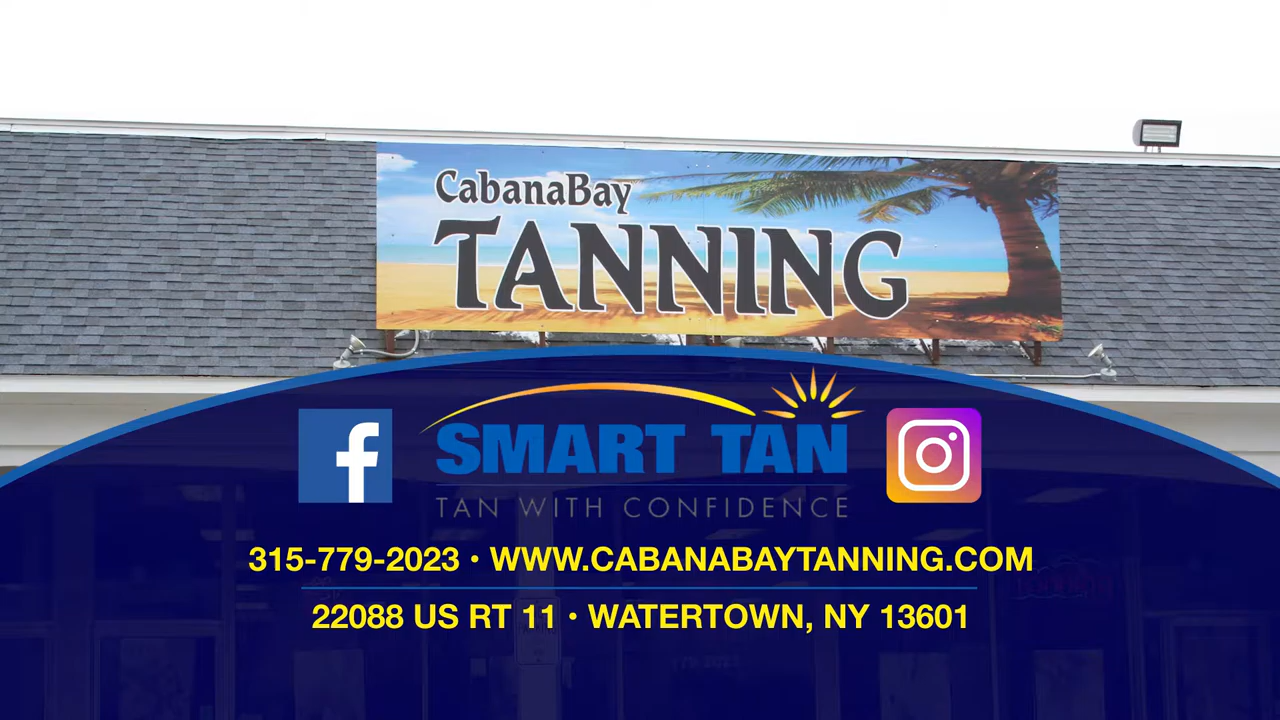 CabanaBay
TANNING
SMART TAN
TAN WITH CONFIDENCE
315-779-2023 • WWW.CABANABAYTANNING.COM
22088 US RT 11 • WATERTOWN, NY 13601